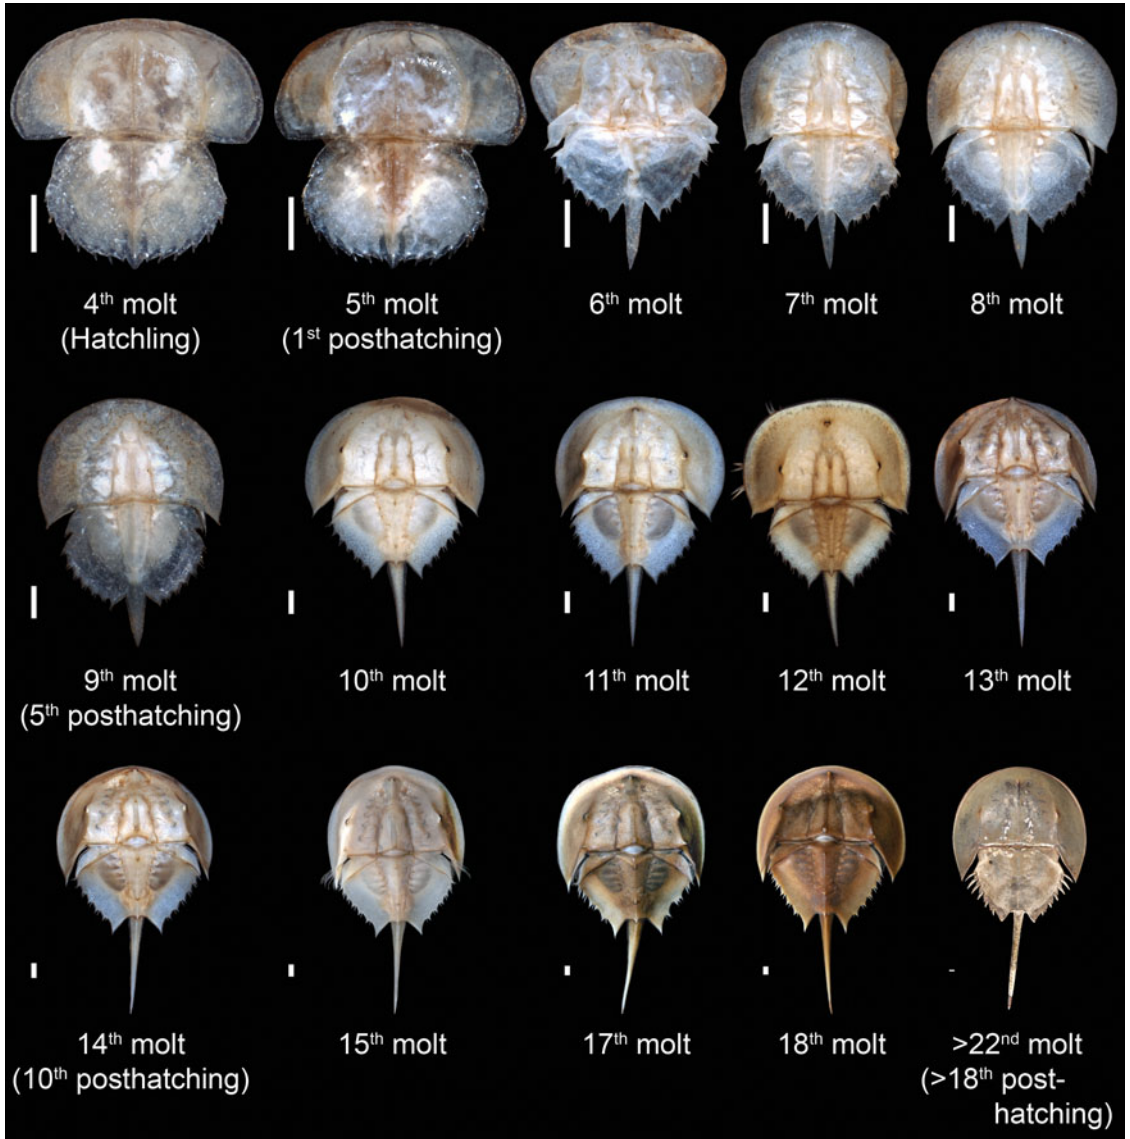 4th molt
(Hatchling)
5th molt
(1st posthatching)
6th molt
7th molt
8th molt
9th molt
(5th posthatching)
10th molt
11th molt
12th molt
13th molt
14th molt
(10th posthatching)
15th molt
17th molt
18th molt
>22nd molt
(>18th post-
hatching)